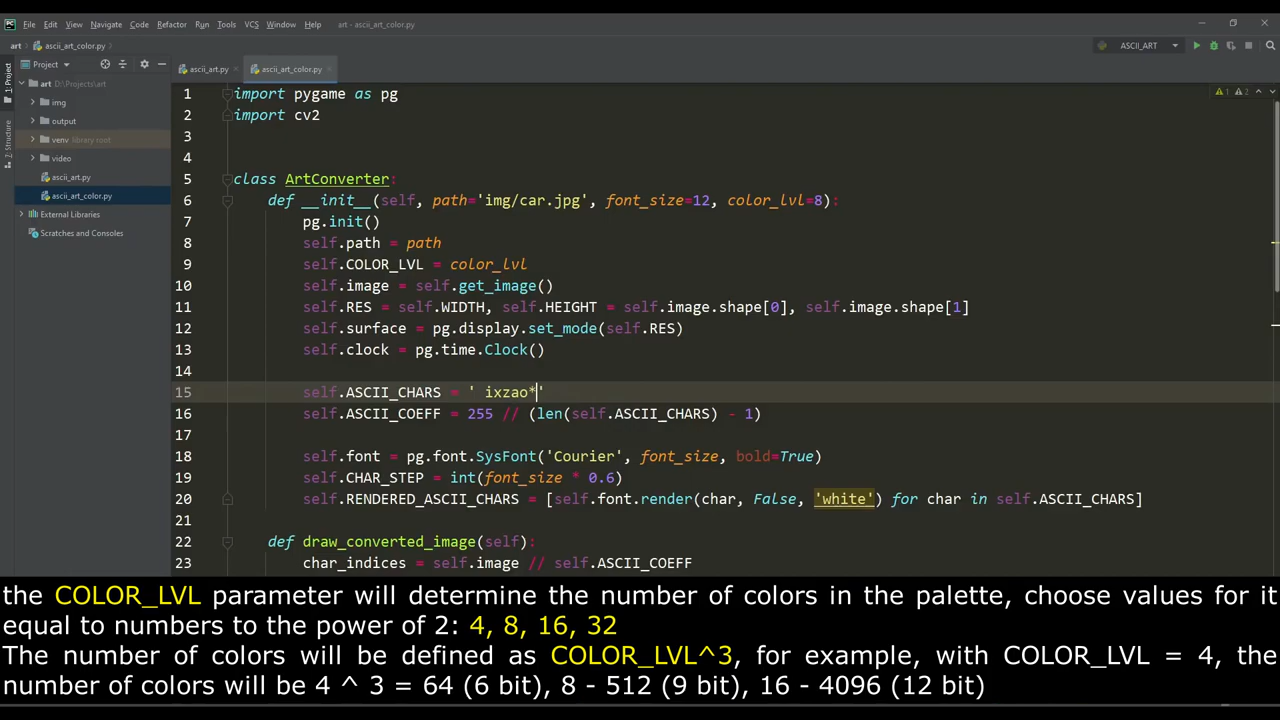 PC File Edit View Navigate Code Refactor Run Tools VCS Window Help art - ascii_art_color.py
art ascii_art_color.py ASCII_ART
Project ascii_art.py ascii_art_color.py
1: Project
7: Structure
art D:\Projects\art
img
output
venv library root
video
ascii_art.py
ascii_art_color.py
External Libraries
Scratches and Consoles
1 2
1 import pygame as pg
2 import cv2
3
4
5 class ArtConverter:
6 def __init__(self, path='img/car.jpg', font_size=12, color_lvl=8):
7 pg.init()
8 self.path = path
9 self.COLOR_LVL = color_lvl
10 self.image = self.get_image()
11 self.RES = self.WIDTH, self.HEIGHT = self.image.shape[0], self.image.shape[1]
12 self.surface = pg.display.set_mode(self.RES)
13 self.clock = pg.time.Clock()
14
15 self.ASCII_CHARS = ' ixzao*'
16 self.ASCII_COEFF = 255 // (len(self.ASCII_CHARS) - 1)
17
18 self.font = pg.font.SysFont('Courier', font_size, bold=True)
19 self.CHAR_STEP = int(font_size * 0.6)
20 self.RENDERED_ASCII_CHARS = [self.font.render(char, False, 'white') for char in self.ASCII_CHARS]
21
22 def draw_converted_image(self):
23 char_indices = self.image // self.ASCII_COEFF
the COLOR_LVL parameter will determine the number of colors in the palette, choose values for it
equal to numbers to the power of 2: 4, 8, 16, 32
The number of colors will be defined as COLOR_LVL^3, for example, with COLOR_LVL = 4, the
number of colors will be 4 ^ 3 = 64 (6 bit), 8 - 512 (9 bit), 16 - 4096 (12 bit)